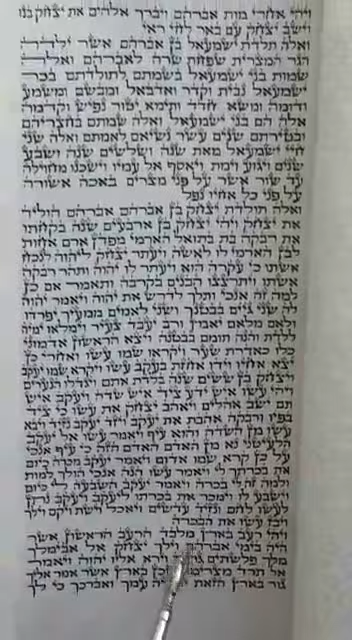 ויהי אחרי מות אברהם ויברך אלהים את יצחק בנו
וישב יצחק עם באר לחי ראי
ואלה תלדת ישמעאל בן אברהם אשר ילדה
הגר המצרית שפחת שרה לאברהם ואלה
שמות בני ישמעאל בשמתם לתולדתם בכר
ישמעאל נבית וקדר ואדבאל ומבשם ומשמע
ודומה ומשא חדד ותימא יטור נפיש וקדמה
אלה הם בני ישמעאל ואלה שמתם בחצריהם
ובטירתם שנים עשר נשיאם לאמתם ואלה שני
חיי ישמעאל מאת שנה ושלשים שנה ושבע
שנים ויגוע וימת ויאסף אל עמיו וישכנו מחוילה
עד שור אשר על פני מצרים באכה אשורה
על פני כל אחיו נפל
ואלה תולדת יצחק בן אברהם אברהם הוליד
את יצחק ויהי יצחק בן ארבעים שנה בקחתו
את רבקה בת בתואל הארמי מפדן ארם אחות
לבן הארמי לו לאשה ויעתר יצחק ליהוה לנכח
אשתו כי עקרה הוא ויעתר לו יהוה ותהר רבקה
אשתו ויתרצצו הבנים בקרבה ותאמר אם כן
למה זה אנכי ותלך לדרש את יהוה ויאמר יהוה
לה שני גיים בבטנך ושני לאמים ממעיך יפרדו
ולאם מלאם יאמץ ורב יעבד צעיר וימלאו ימיה
ללדת והנה תומם בבטנה ויצא הראשון אדמוני
כלו כאדרת שער ויקראו שמו עשו ואחרי כן
יצא אחיו וידו אחזת בעקב עשו ויקרא שמו יעקב
ויצחק בן ששים שנה בלדת אתם ויגדלו הנערים
ויהי עשו איש ידע ציד איש שדה ויעקב איש
תם ישב אהלים ויאהב יצחק את עשו כי ציד
בפיו ורבקה אהבת את יעקב ויזד יעקב נזיד ויבא
עשו מן השדה והוא עיף ויאמר עשו אל יעקב
הלעיטני נא מן האדם האדם הזה כי עיף אנכי
על כן קרא שמו אדום ויאמר יעקב מכרה כיום
את בכרתך לי ויאמר עשו הנה אנכי הולך למות
ולמה זה לי בכרה ויאמר יעקב השבעה לי כיום
וישבע לו וימכר את בכרתו ליעקב ויעקב נתן
לעשו לחם ונזיד עדשים ויאכל וישת ויקם וילך
ויבז עשו את הבכרה
ויהי רעב בארץ מלבד הרעב הראשון אשר
היה בימי אברהם וילך יצחק אל אבימלך
מלך פלשתים וירא אליו יהוה ויאמר
אל תרד מצרימה שכן בארץ אשר אמר אליך
גור בארץ הזאת עמך ואברכך כי לך